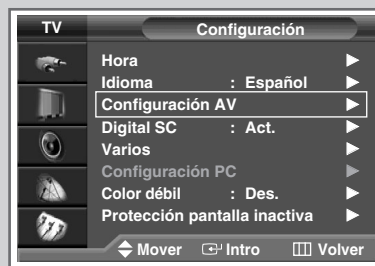 TV Configuración
Hora
Idioma : Español
Configuración AV
Digital SC : Act.
Varios
Configuración PC
Color débil : Des.
Protección pantalla inactiva
Mover Intro Volver